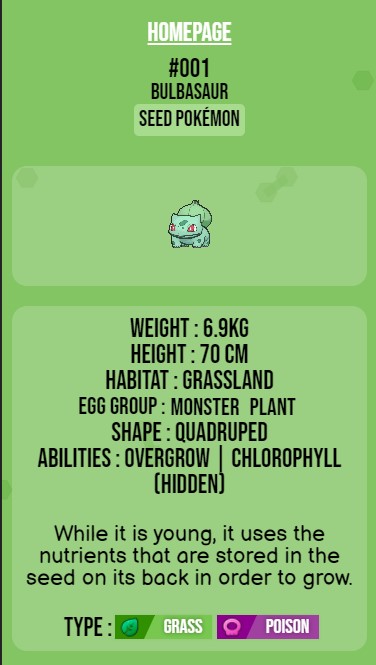 HOMEPAGE
#001
BULBASAUR
SEED POKÉMON
WEIGHT : 6.9KG
HEIGHT : 70 CM
HABITAT : GRASSLAND
EGG GROUP : MONSTER PLANT
SHAPE : QUADRUPED
ABILITIES : OVERGROW | CHLOROPHYLL
(HIDDEN)
While it is young, it uses the
nutrients that are stored in the
seed on its back in order to grow.
TYPE : GRASS POISON